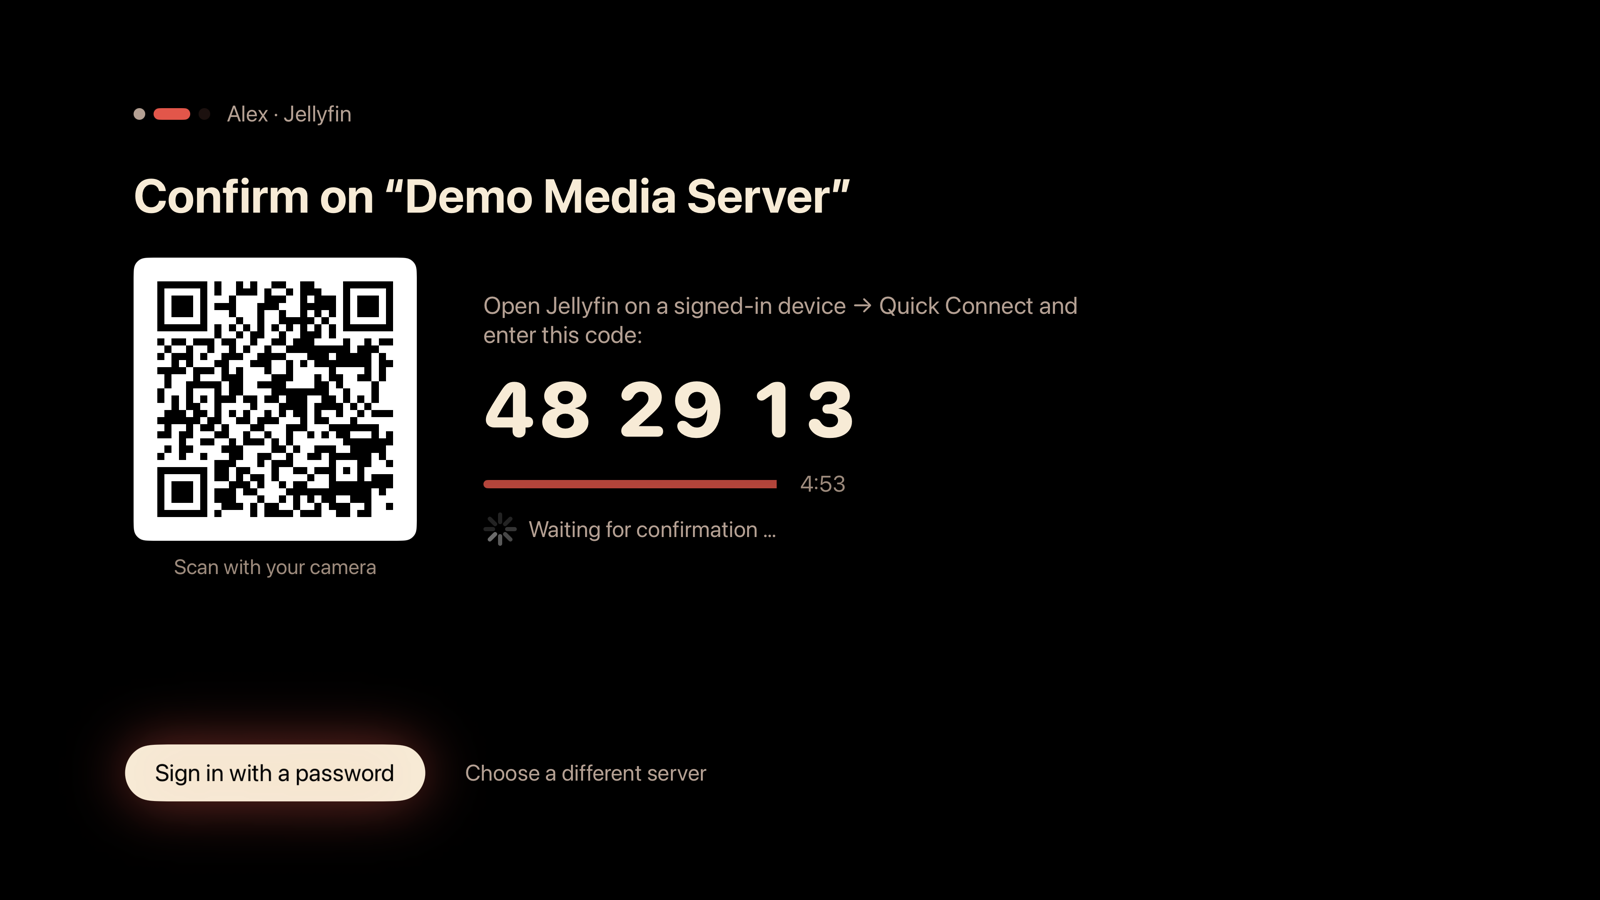 Alex · Jellyfin
Confirm on “Demo Media Server”
Open Jellyfin on a signed-in device → Quick Connect and
enter this code:
48 29 13
4:53
Waiting for confirmation ...
Scan with your camera
Sign in with a password
Choose a different server